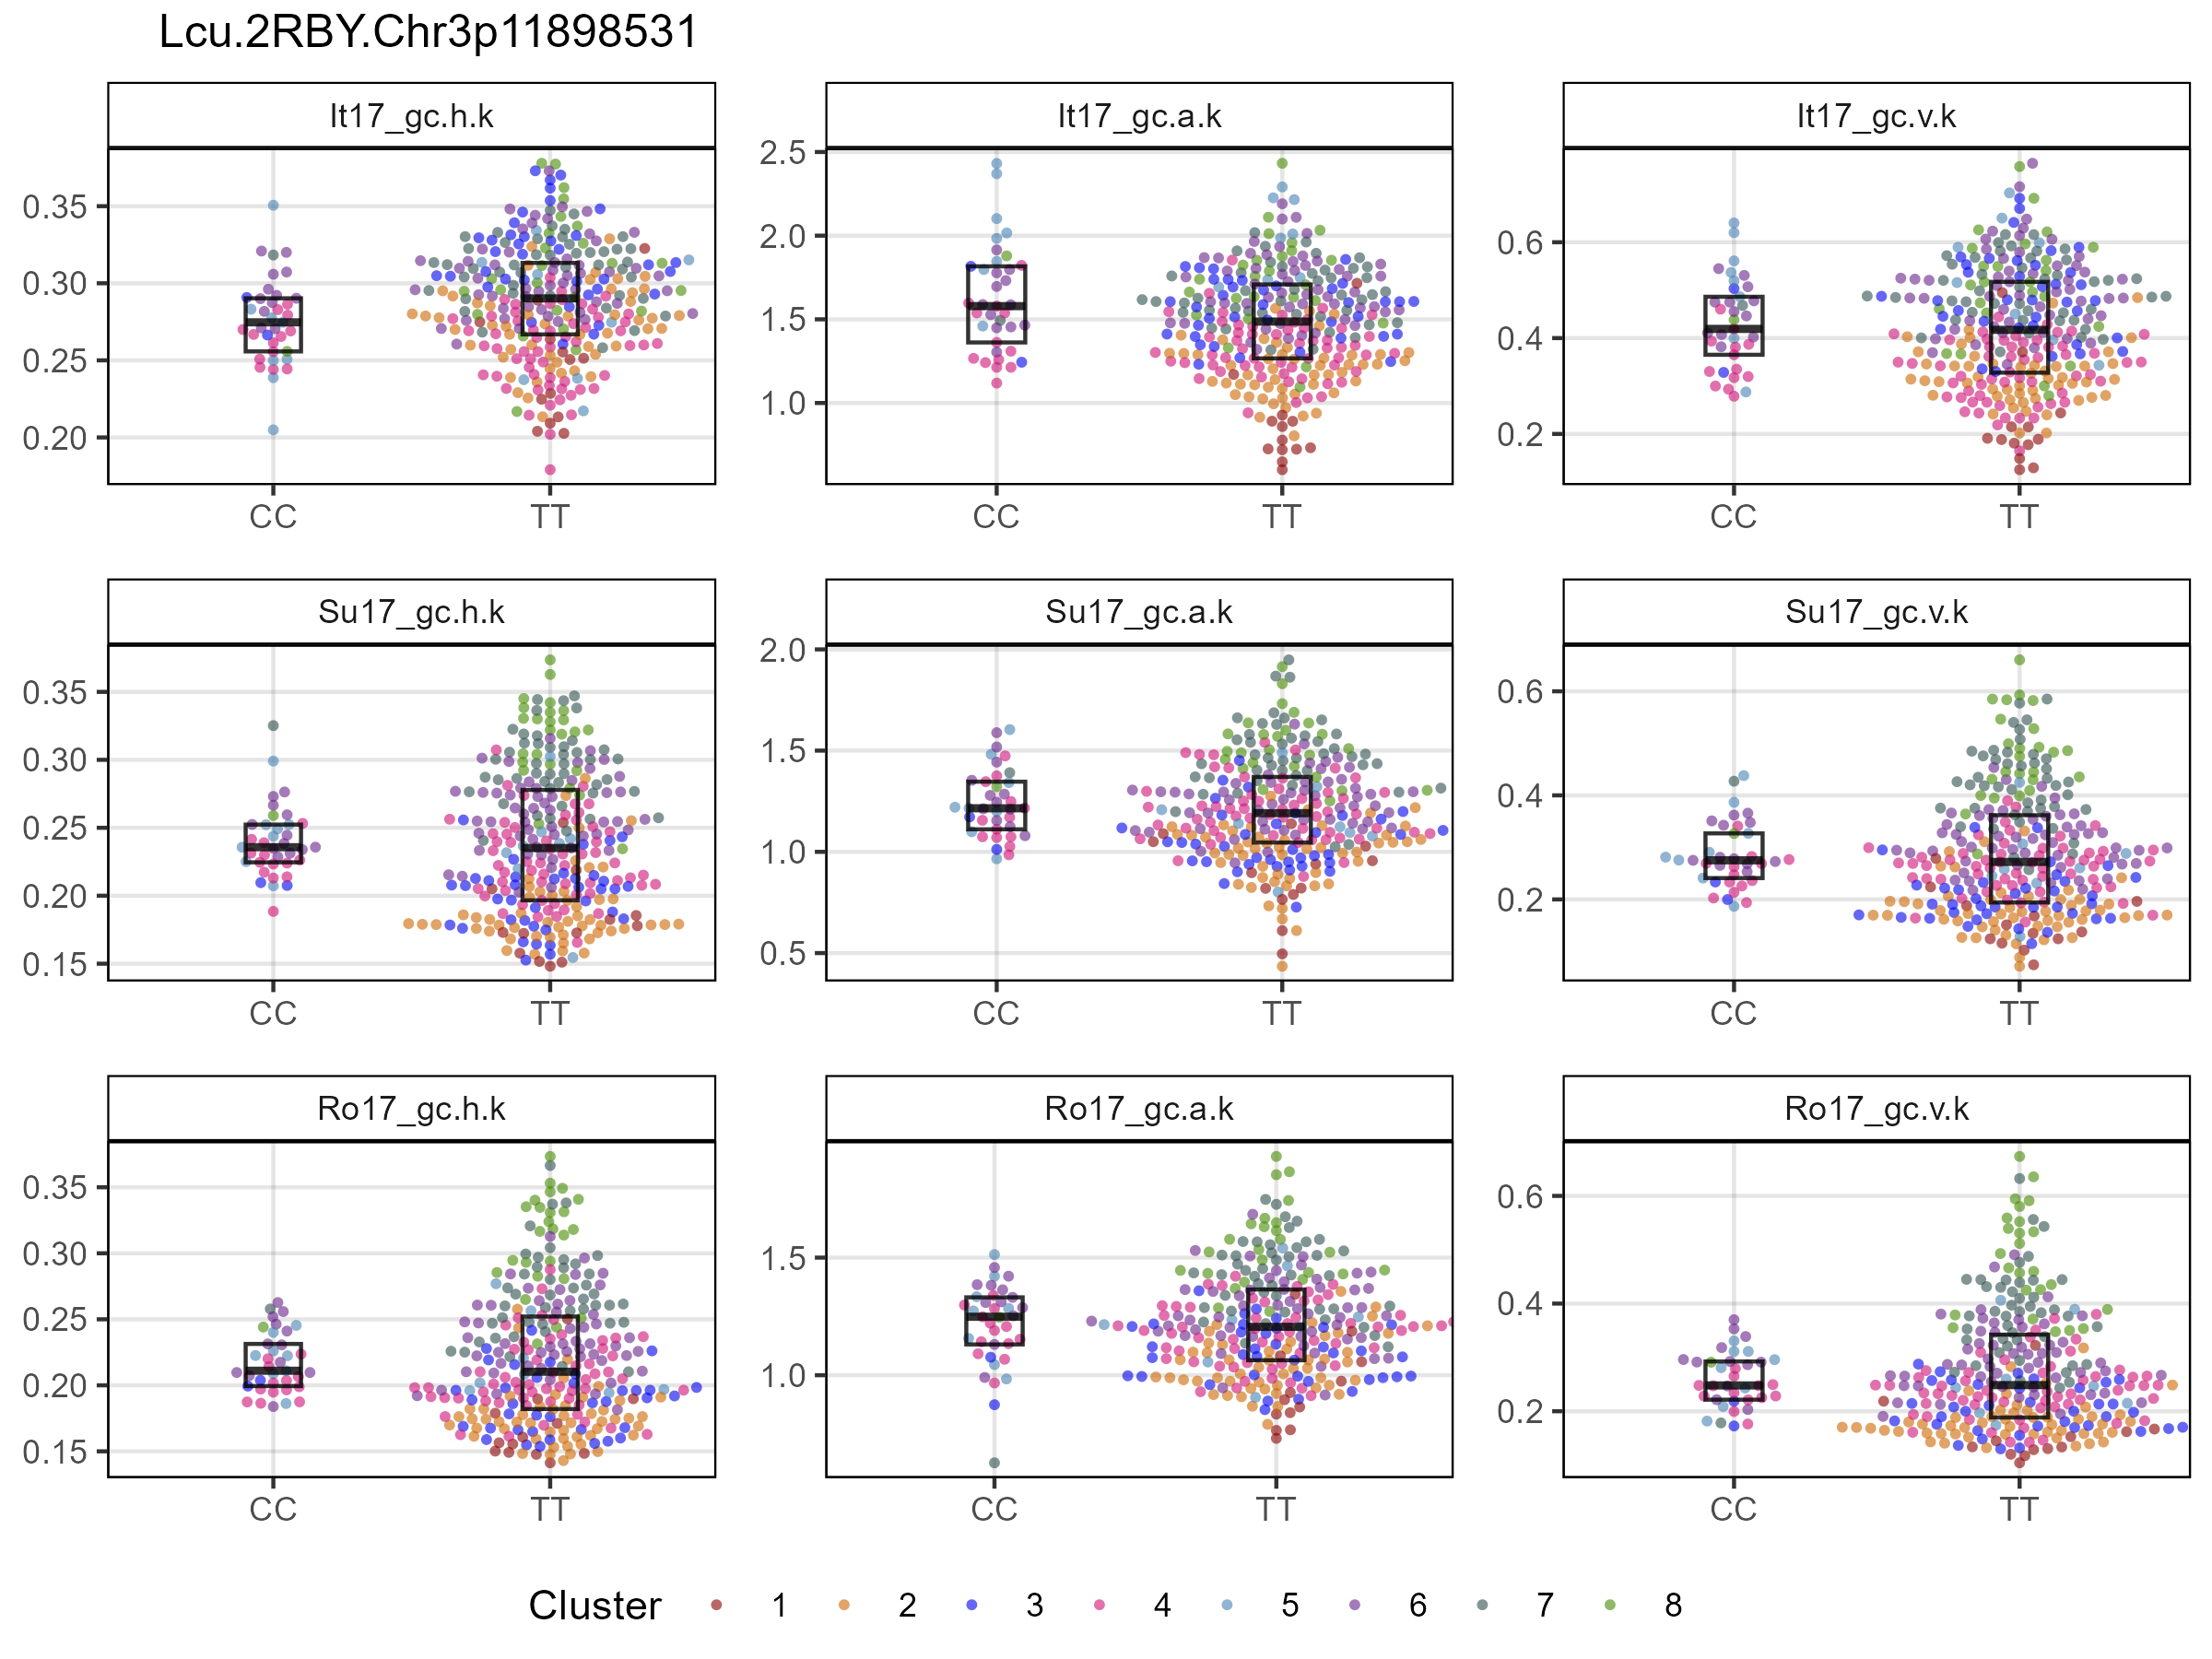 Lcu.2RBY.Chr3p11898531
It17_gc.h.k
It17_gc.a.k
It17_gc.v.k
0.35
0.30
0.25
0.20
CC
TT
2.5
2.0
1.5
1.0
CC
TT
0.6
0.4
0.2
CC
TT
Su17_gc.h.k
Su17_gc.a.k
Su17_gc.v.k
0.35
0.30
0.25
0.20
0.15
CC
TT
2.0
1.5
1.0
0.5
CC
TT
0.6
0.4
0.2
CC
TT
Ro17_gc.h.k
Ro17_gc.a.k
Ro17_gc.v.k
0.35
0.30
0.25
0.20
0.15
CC
TT
1.5
1.0
CC
TT
0.6
0.4
0.2
CC
TT
Cluster 1 2 3 4 5 6 7 8